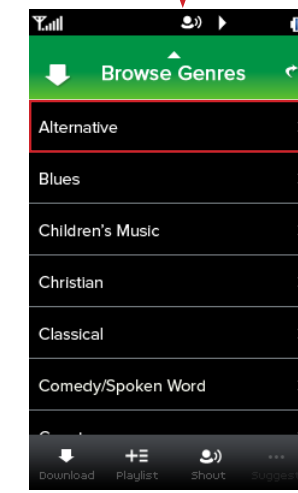 Browse Genres
Alternative
Blues
Children's Music
Christian
Classical
Comedy/Spoken Word
Download Playlist Shout